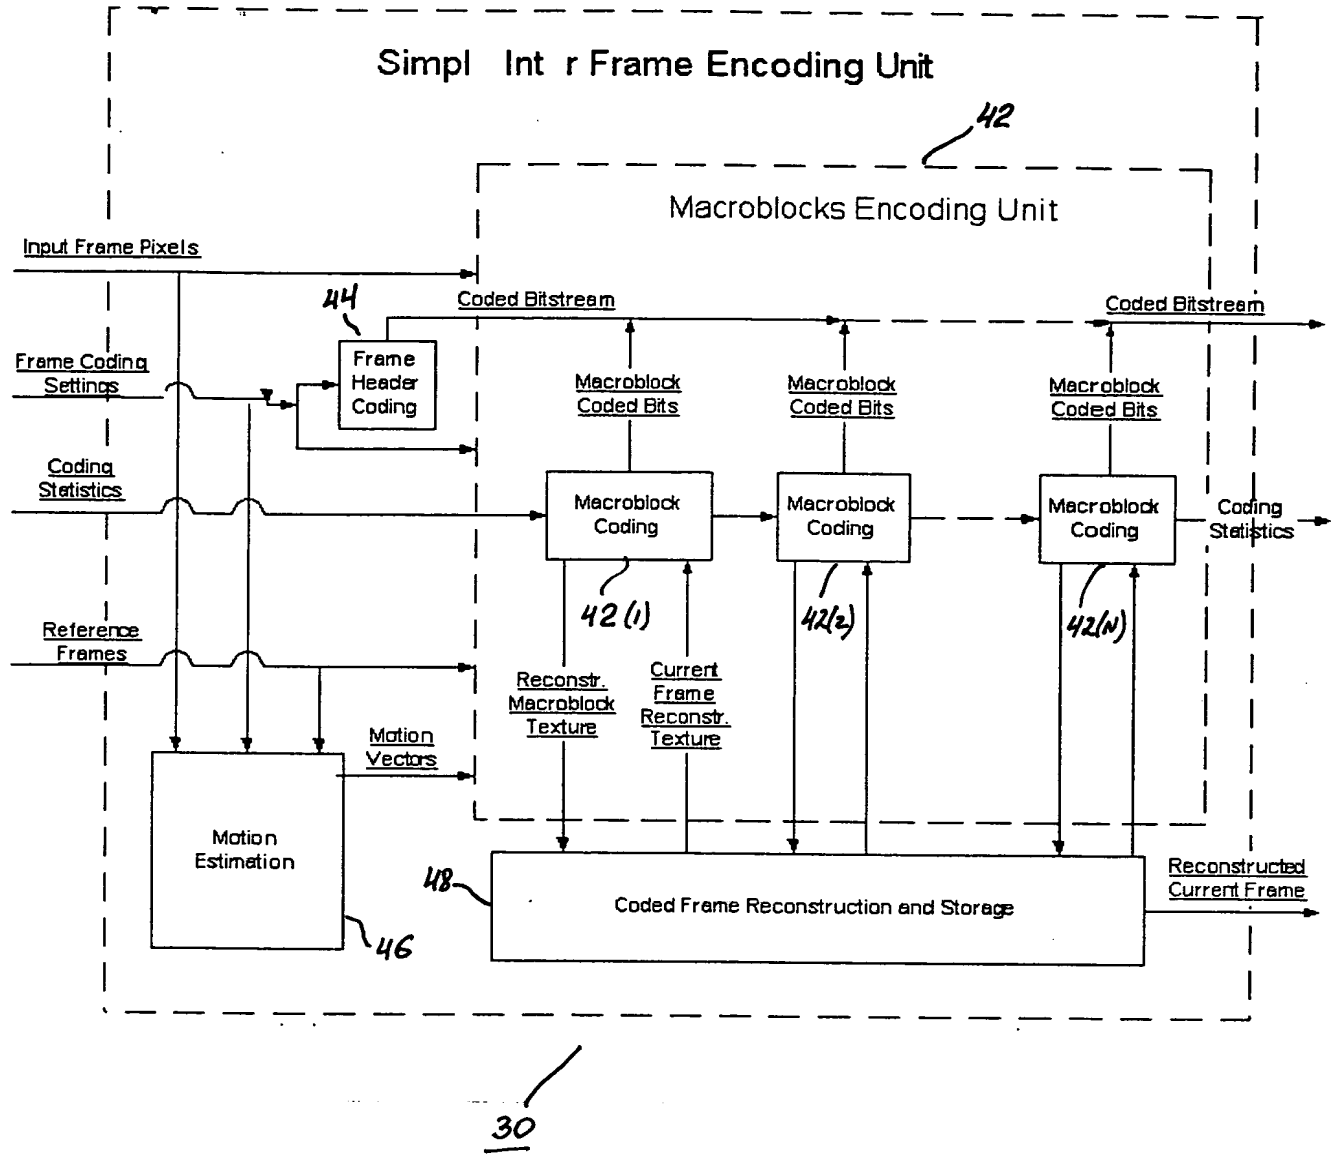 Simpl Int r Frame Encoding Unit
42
Macroblocks Encoding Unit
Input Frame Pixels
44
Coded Bitstream
Coded Bitstream
Frame
Header
Coding
Frame Coding
Settings
Macroblock
Coded Bits
Macroblock
Coded Bits
Macroblock
Coded Bits
Coding
Statistics
Macroblock
Coding
Macroblock
Coding
Macroblock
Coding
Coding
Statistics
42(1)
42(2)
42(N)
Reference
Frames
Reconstr.
Macroblock
Texture
Current
Frame
Reconstr.
Texture
Motion
Vectors
Motion
Estimation
46
48
Coded Frame Reconstruction and Storage
Reconstructed
Current Frame
30